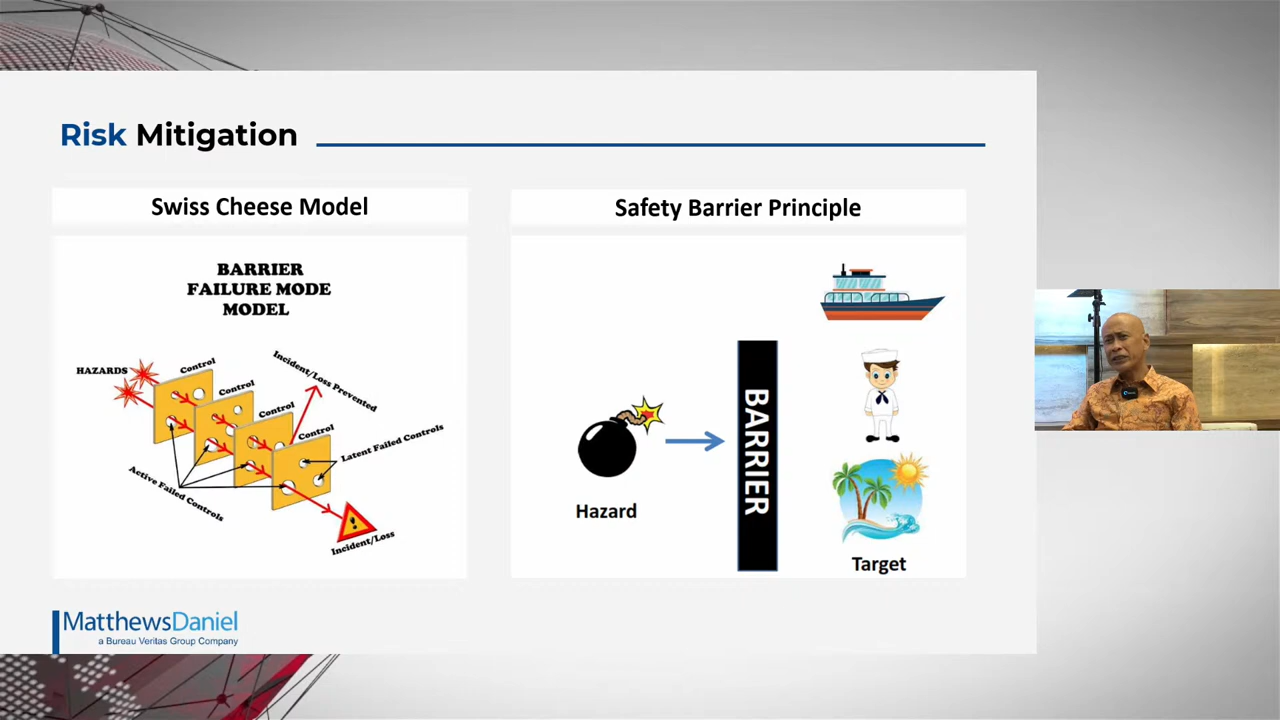 Risk Mitigation
Swiss Cheese Model
BARRIER
FAILURE MODE
MODEL
HAZARDS
Control
Control
Control
Control
Incident/Loss Prevented
Latent Failed Controls
Active Failed Controls
Incident/Loss
Safety Barrier Principle
Hazard
BARRIER
Target
MatthewsDaniel
a Bureau Veritas Group Company